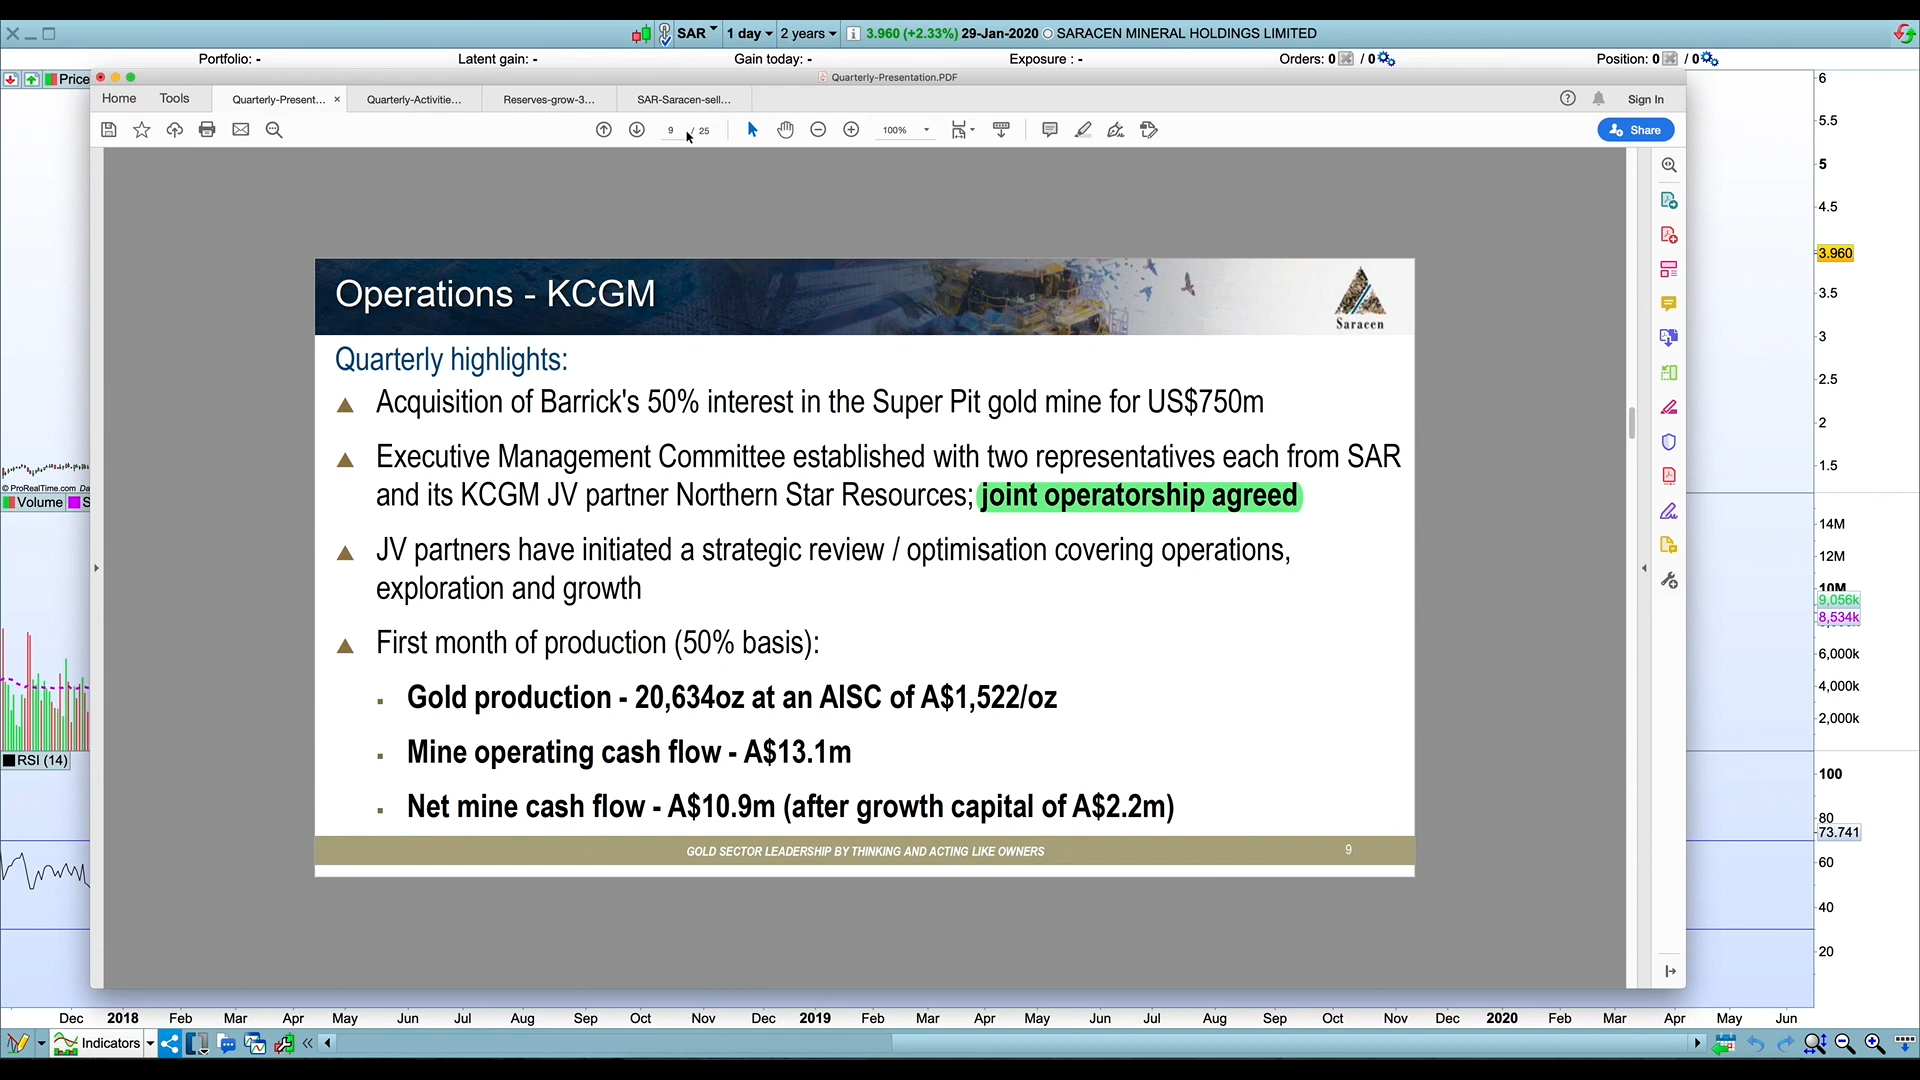 SAR
1 day
2 years
3.960 (+2.33%) 29-Jan-2020
SARACEN MINERAL HOLDINGS LIMITED
Portfolio: -
Latent gain: -
Gain today: -
Exposure : -
Orders: 0 / 0
Position: 0 / 0
Price
Quarterly-Presentation.PDF
Home
Tools
Quarterly-Present... ×
Quarterly-Activitie...
Reserves-grow-3...
SAR-Saracen-sell...
Sign In
9 / 25
100%
Share
Operations - KCGM
Saracen
Quarterly highlights:
Acquisition of Barrick's 50% interest in the Super Pit gold mine for US$750m
Executive Management Committee established with two representatives each from SAR
and its KCGM JV partner Northern Star Resources; joint operatorship agreed
JV partners have initiated a strategic review / optimisation covering operations,
exploration and growth
First month of production (50% basis):
Gold production - 20,634oz at an AISC of A$1,522/oz
Mine operating cash flow - A$13.1m
Net mine cash flow - A$10.9m (after growth capital of A$2.2m)
GOLD SECTOR LEADERSHIP BY THINKING AND ACTING LIKE OWNERS
9
© ProRealTime.com
Volume
RSI (14)
6
5.5
5
4.5
3.960
3.5
3
2.5
2
1.5
14M
12M
10M
9,056k
8,534k
6,000k
4,000k
2,000k
100
80
73.741
60
40
20
Dec 2018 Feb Mar Apr May Jun Jul Aug Sep Oct Nov Dec 2019 Feb Mar Apr May Jun Jul Aug Sep Oct Nov Dec 2020 Feb Mar Apr May Jun
Indicators